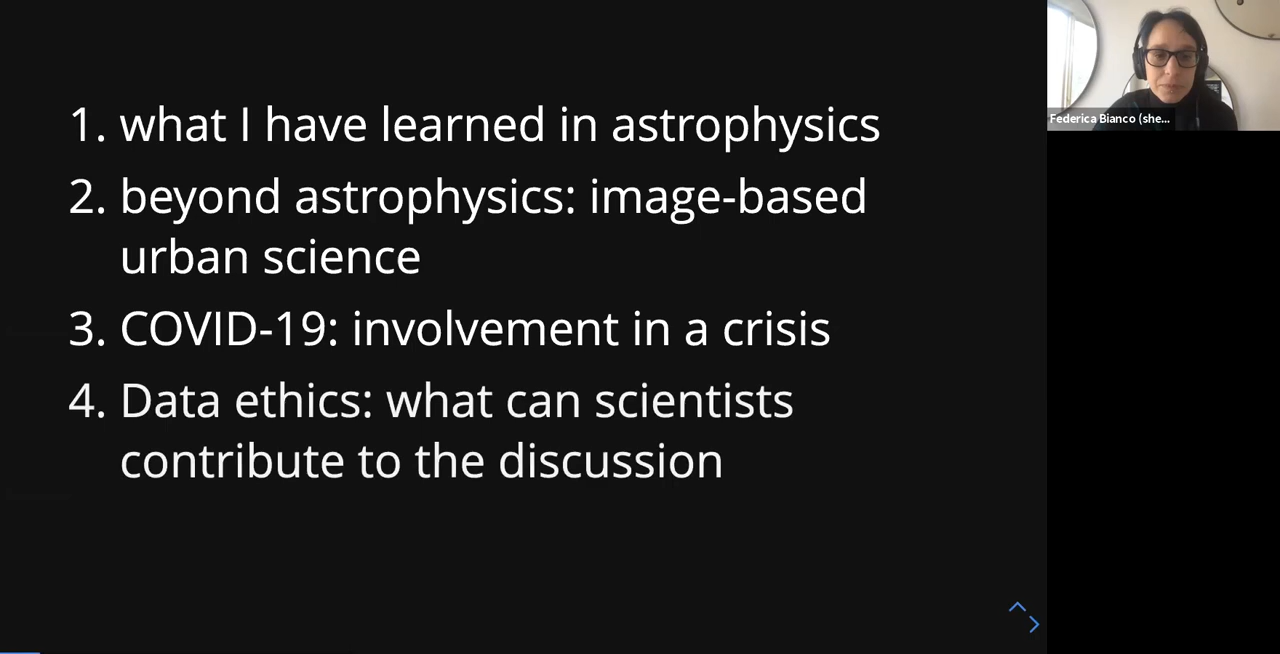 1. what I have learned in astrophysics
2. beyond astrophysics: image-based
urban science
3. COVID-19: involvement in a crisis
4. Data ethics: what can scientists
contribute to the discussion
Federica Bianco (she...